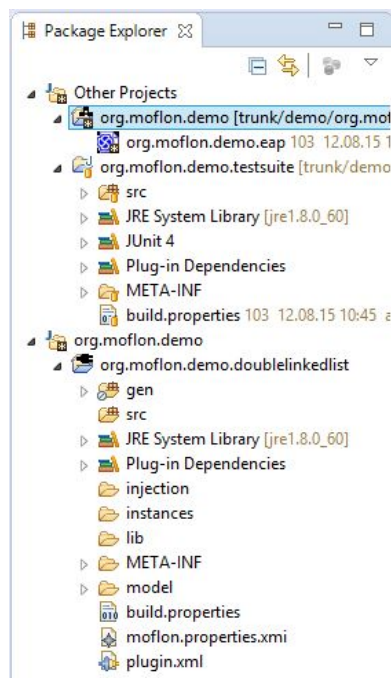 Package Explorer
Other Projects
org.moflon.demo [trunk/demo/org.mof
org.moflon.demo.eap 103 12.08.15 1
org.moflon.demo.testsuite [trunk/demo
src
JRE System Library [jre1.8.0_60]
JUnit 4
Plug-in Dependencies
META-INF
build.properties 103 12.08.15 10:45 a
org.moflon.demo
org.moflon.demo.doublelinkedlist
gen
src
JRE System Library [jre1.8.0_60]
Plug-in Dependencies
injection
instances
lib
META-INF
model
build.properties
moflon.properties.xmi
plugin.xml